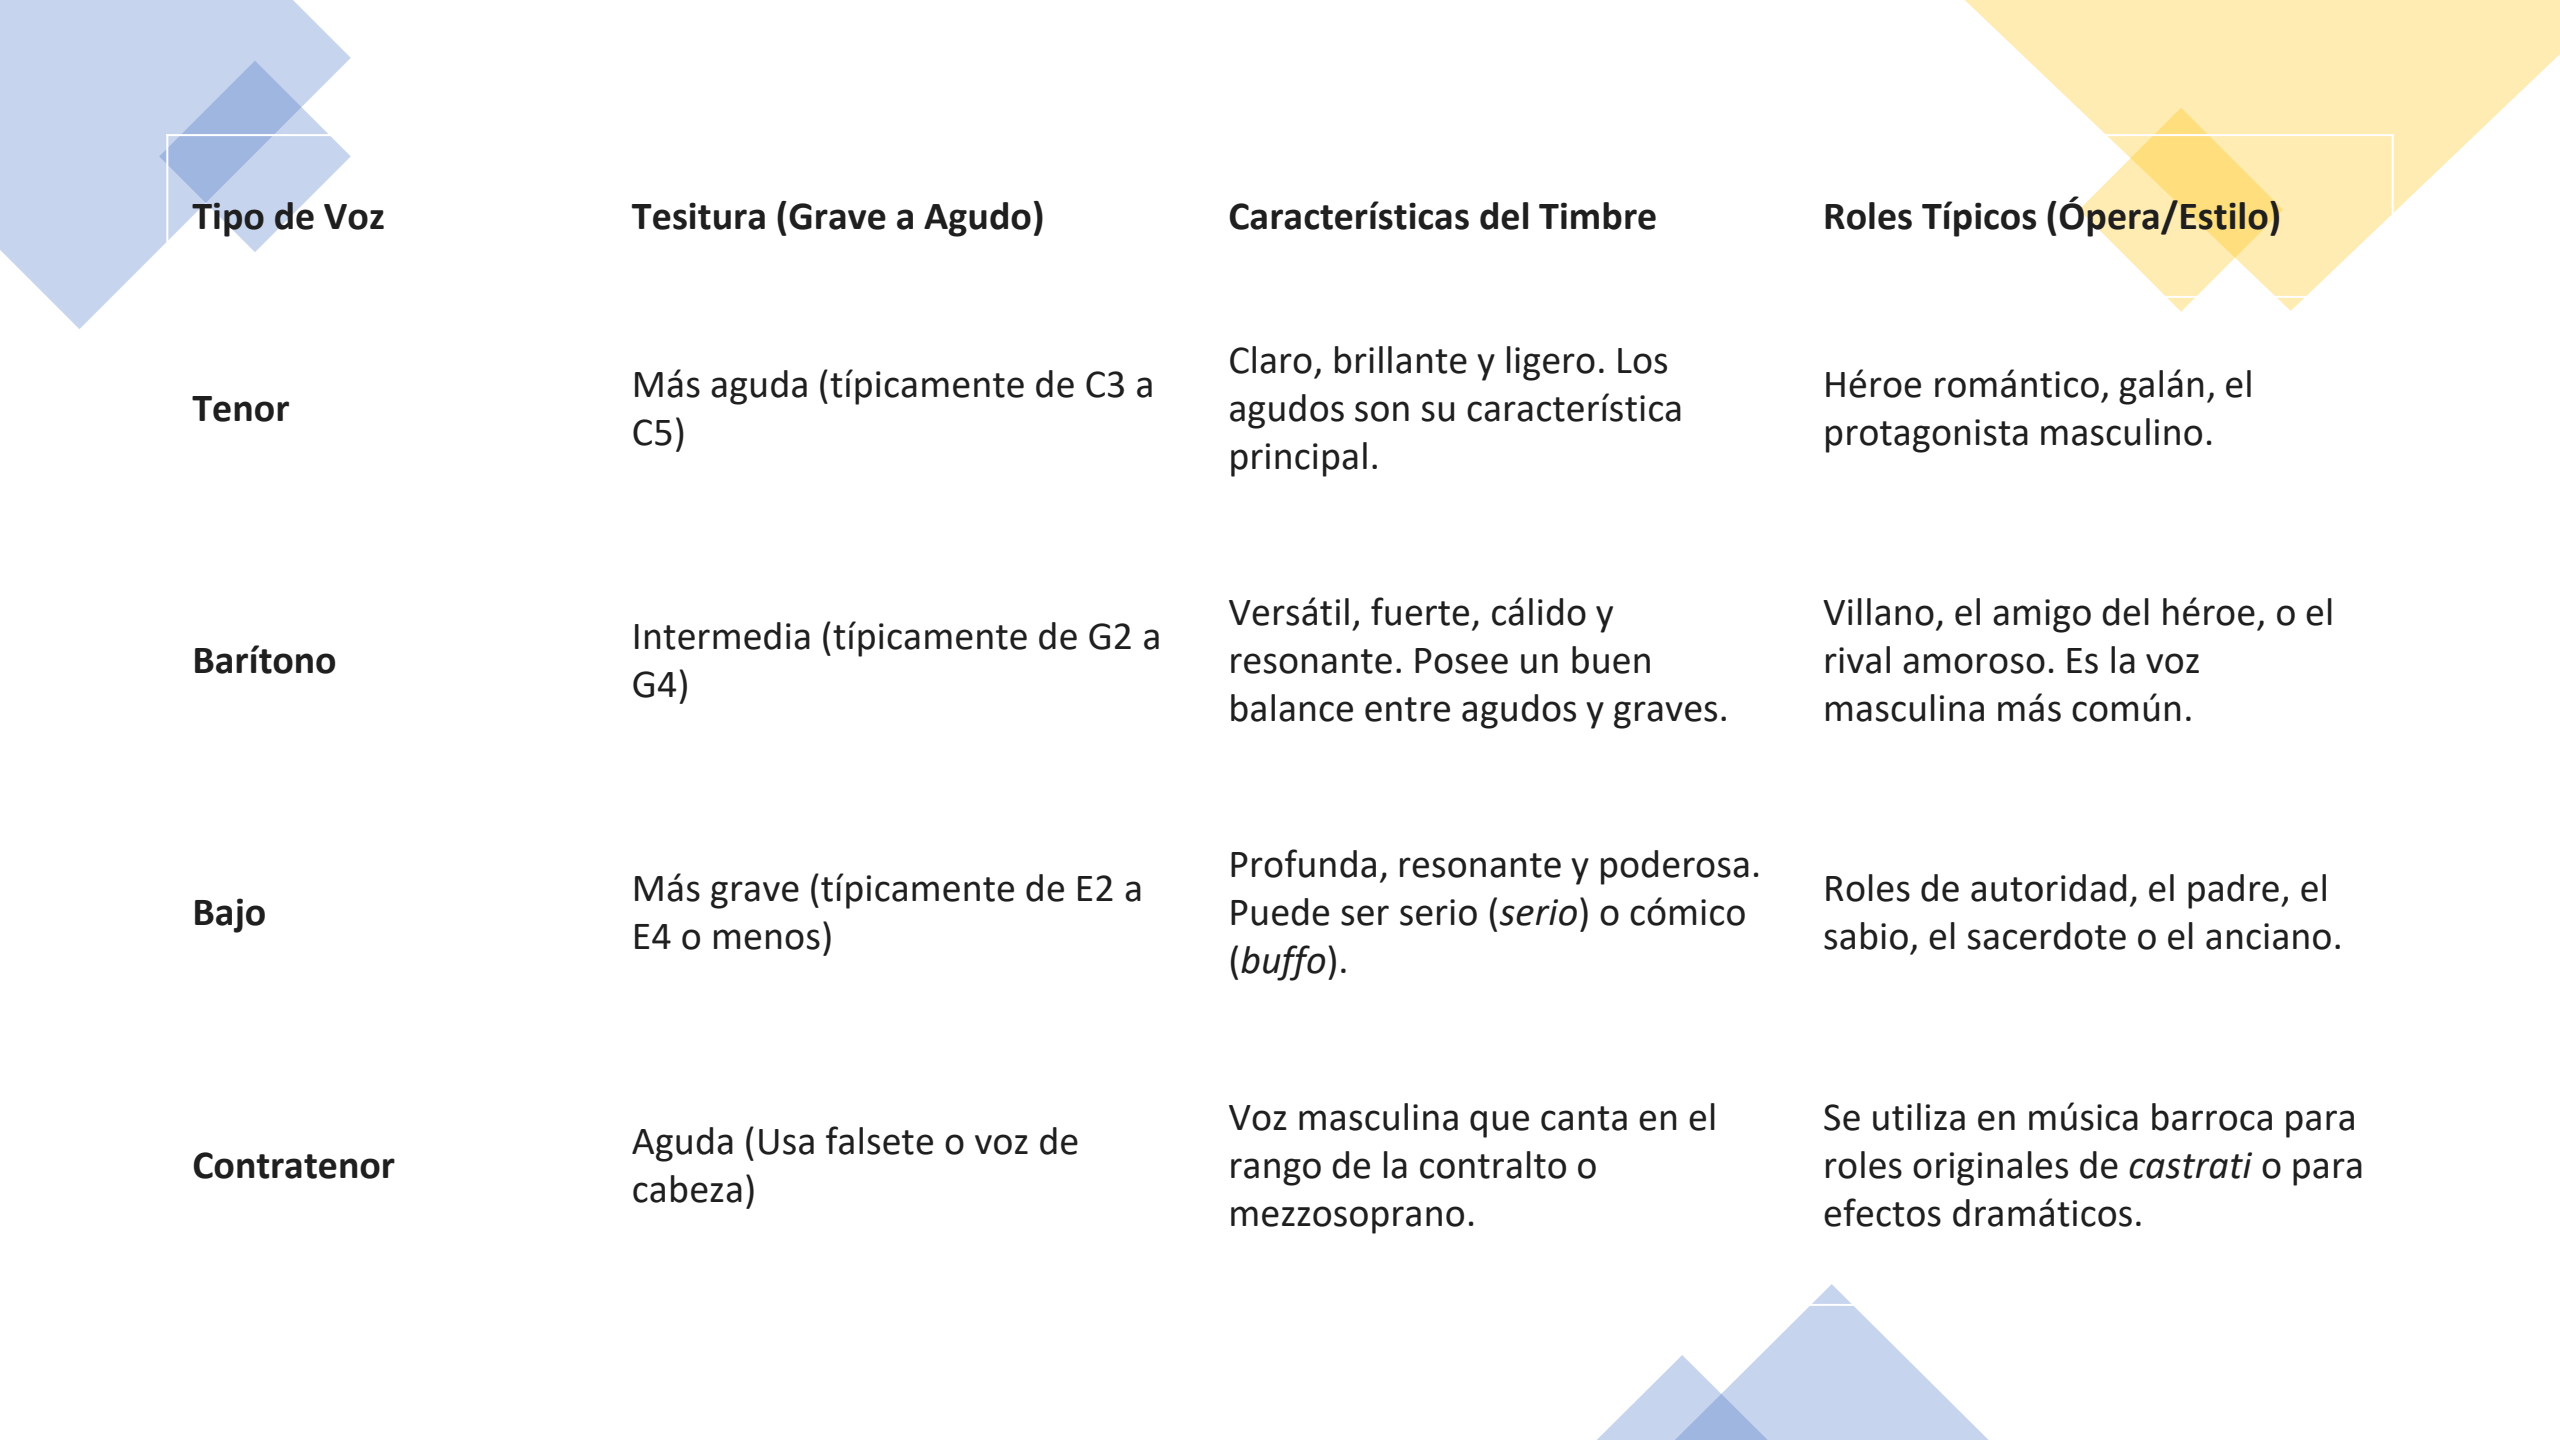 Tipo de Voz
Tesitura (Grave a Agudo)
Características del Timbre
Roles Típicos (Ópera/Estilo)
Tenor
Más aguda (típicamente de C3 a
C5)
Claro, brillante y ligero. Los
agudos son su característica
principal.
Héroe romántico, galán, el
protagonista masculino.
Barítono
Intermedia (típicamente de G2 a
G4)
Versátil, fuerte, cálido y
resonante. Posee un buen
balance entre agudos y graves.
Villano, el amigo del héroe, o el
rival amoroso. Es la voz
masculina más común.
Bajo
Más grave (típicamente de E2 a
E4 o menos)
Profunda, resonante y poderosa.
Puede ser serio (serio) o cómico
(buffo).
Roles de autoridad, el padre, el
sabio, el sacerdote o el anciano.
Contratenor
Aguda (Usa falsete o voz de
cabeza)
Voz masculina que canta en el
rango de la contralto o
mezzosoprano.
Se utiliza en música barroca para
roles originales de castrati o para
efectos dramáticos.